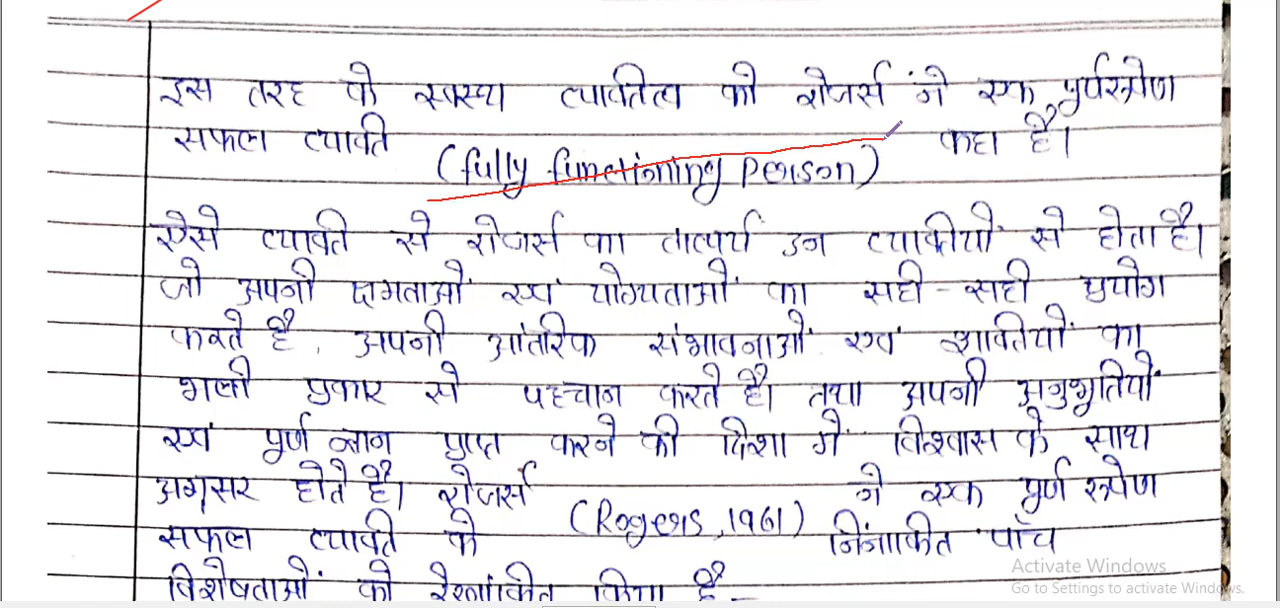 इस तरह के स्वस्थ व्यक्तित्व को रोजर्स ने एक पूर्णरूपेण
सफल व्यक्ति (fully functioning person) कहा है।
ऐसे व्यक्ति से रोजर्स का तात्पर्य उन व्यक्तियों से होता है।
जो अपनी क्षमताओं एवं योग्यताओं का सही-सही प्रयोग
करते है, अपनी आंतरिक संभावनाओं एवं शक्तियों का
भली प्रकार से पहचान करते है। तथा अपनी अनुभूतियों
एवं पूर्ण ज्ञान प्राप्त करने की दिशा में विश्वास के साथ
अग्रसर होते है। रोजर्स (Rogers, 1961) ने एक पूर्ण रूपेण
सफल व्यक्ति के निंनांकित पाँच
विशेषताओं को रेखांकित किया है-
Activate Windows
Go to Settings to activate Windows.